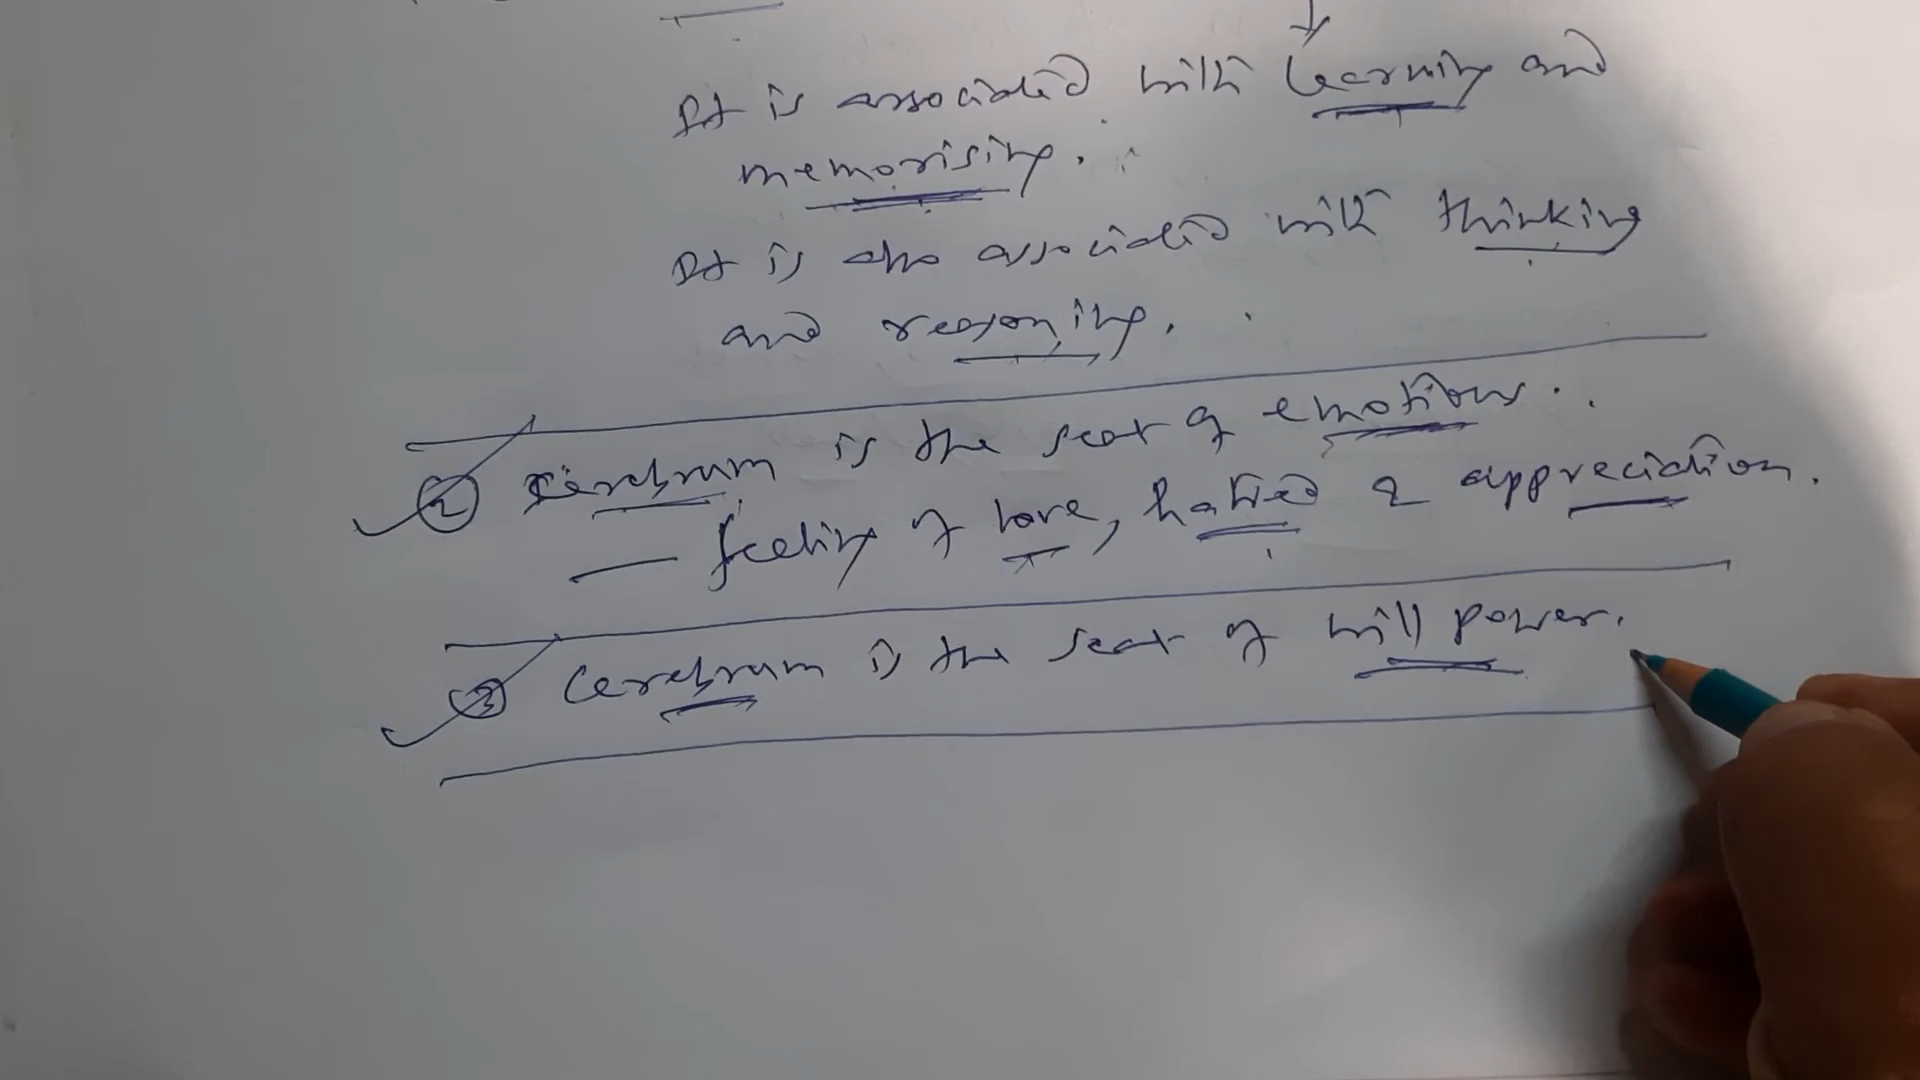 It is associated with learning and
memorising.
It is also associated with thinking
and reasoning.
② Cerebrum is the seat of emotions.
— feeling of love, hatred & appreciation.
③ Cerebrum is the seat of will power.